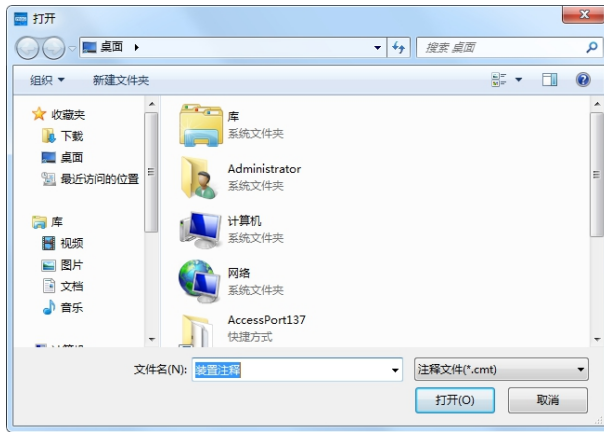 打开
桌面
搜索 桌面
组织
新建文件夹
收藏夹
下载
桌面
最近访问的位置
库
视频
图片
文档
音乐
库
系统文件夹
Administrator
系统文件夹
计算机
系统文件夹
网络
系统文件夹
AccessPort137
快捷方式
文件名(N):
装置注释
注释文件(*.cmt)
打开(O)
取消